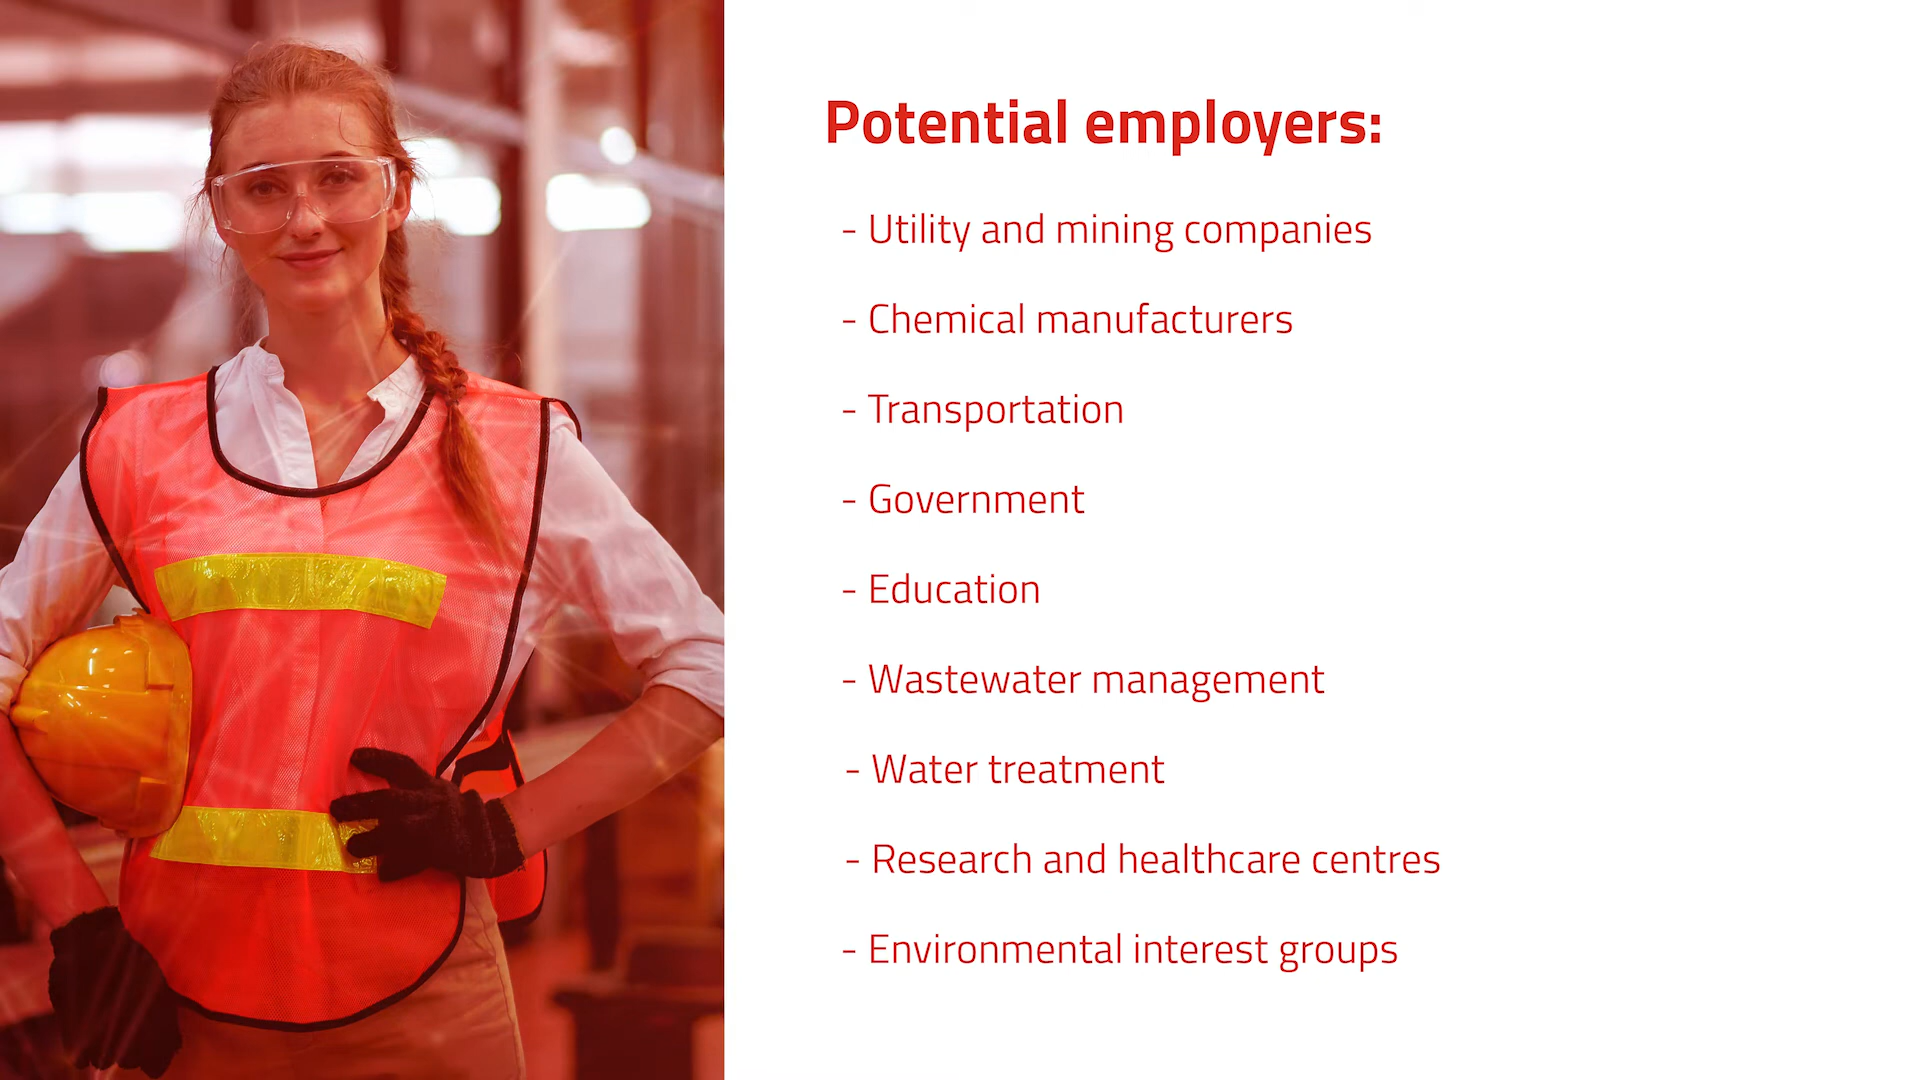 Potential employers:
- Utility and mining companies
- Chemical manufacturers
- Transportation
- Government
- Education
- Wastewater management
- Water treatment
- Research and healthcare centres
- Environmental interest groups